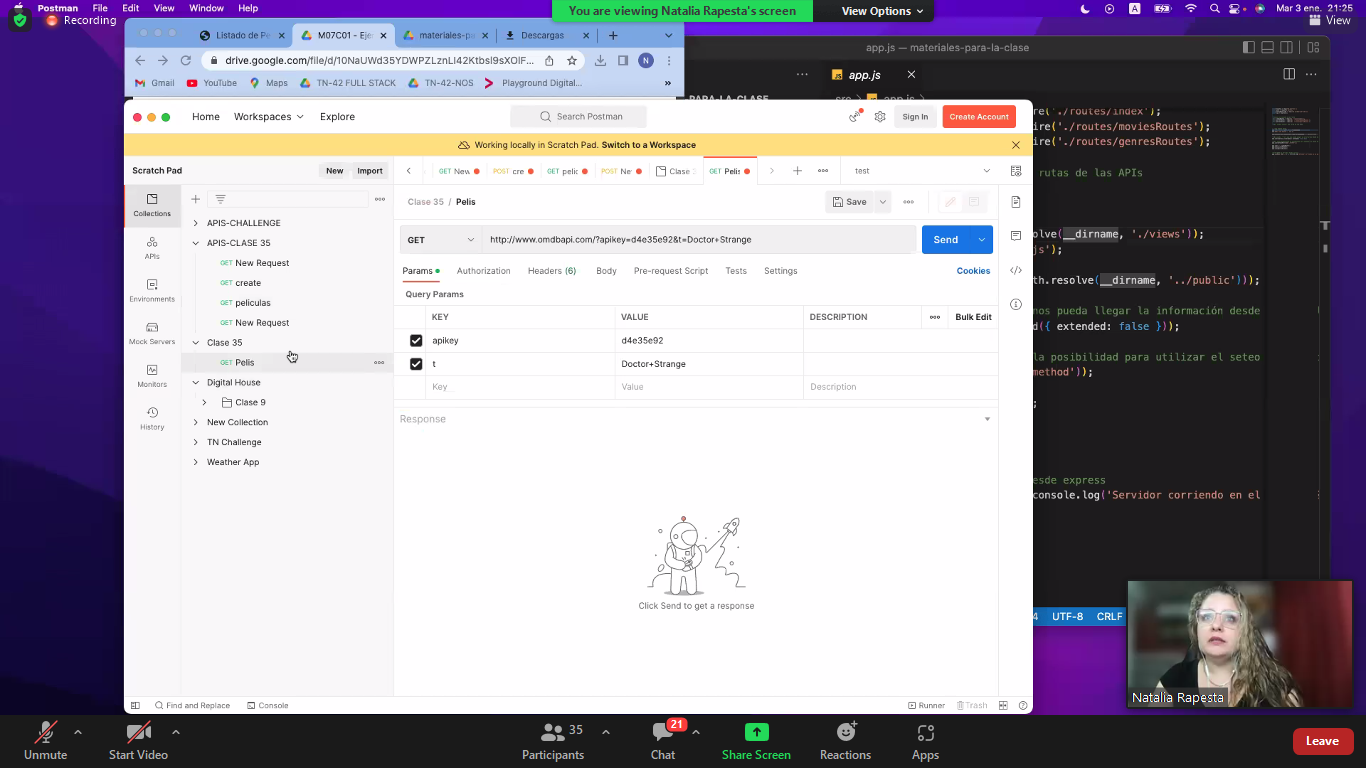 Postman File Edit View Window Help
You are viewing Natalia Rapesta's screen
View Options
A
Mar 3 ene. 21:25
Recording
View
Listado de Pe
M07C01 - Eje
materiales-pa
Descargas
app.js — materiales-para-la-clase
drive.google.com/file/d/10NaUWd35YDWPZLznLI42Ktbsl9sXOlF...
N
Gmail YouTube Maps TN-42 FULL STACK TN-42-NOS Playground Digital...
PARA-LA-CLASE
app.js
src app.js
Home Workspaces Explore Search Postman Sign In Create Account
Working locally in Scratch Pad. Switch to a Workspace
Scratch Pad New Import
GET New POST cre GET pelic POST Ne Clase GET Pelis test
Collections
APIs
Environments
Mock Servers
Monitors
History
APIS-CHALLENGE
APIS-CLASE 35
GET New Request
GET create
GET peliculas
GET New Request
Clase 35
GET Pelis
Digital House
Clase 9
New Collection
TN Challenge
Weather App
Clase 35 / Pelis Save
GET http://www.omdbapi.com/?apikey=d4e35e92&t=Doctor+Strange Send
Params Authorization Headers (6) Body Pre-request Script Tests Settings Cookies
Query Params
KEY VALUE DESCRIPTION Bulk Edit
apikey d4e35e92
t Doctor+Strange
Key Value Description
Response
Click Send to get a response
Find and Replace Console Runner Trash
ire('./routes/index');
ire('./routes/moviesRoutes');
ire('./routes/genresRoutes');
rutas de las APIs
olve(__dirname, './views'));
js');
th.resolve(__dirname, '../public')));
nos pueda llegar la información desde
d({ extended: false }));
la posibilidad para utilizar el seteo
method'));
;
esde express
console.log('Servidor corriendo en el
4 UTF-8 CRLF
Natalia Rapesta
Unmute
Start Video
Participants 35
Chat 21
Share Screen
Reactions
Apps
Leave